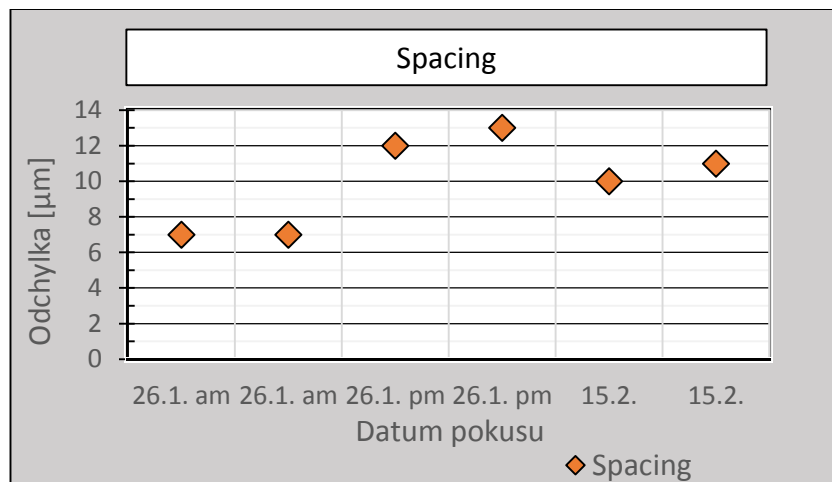 Spacing
14
12
10
8
6
4
2
0
Odchylka [µm]
26.1. am 26.1. am 26.1. pm 26.1. pm 15.2. 15.2.
Datum pokusu
Spacing